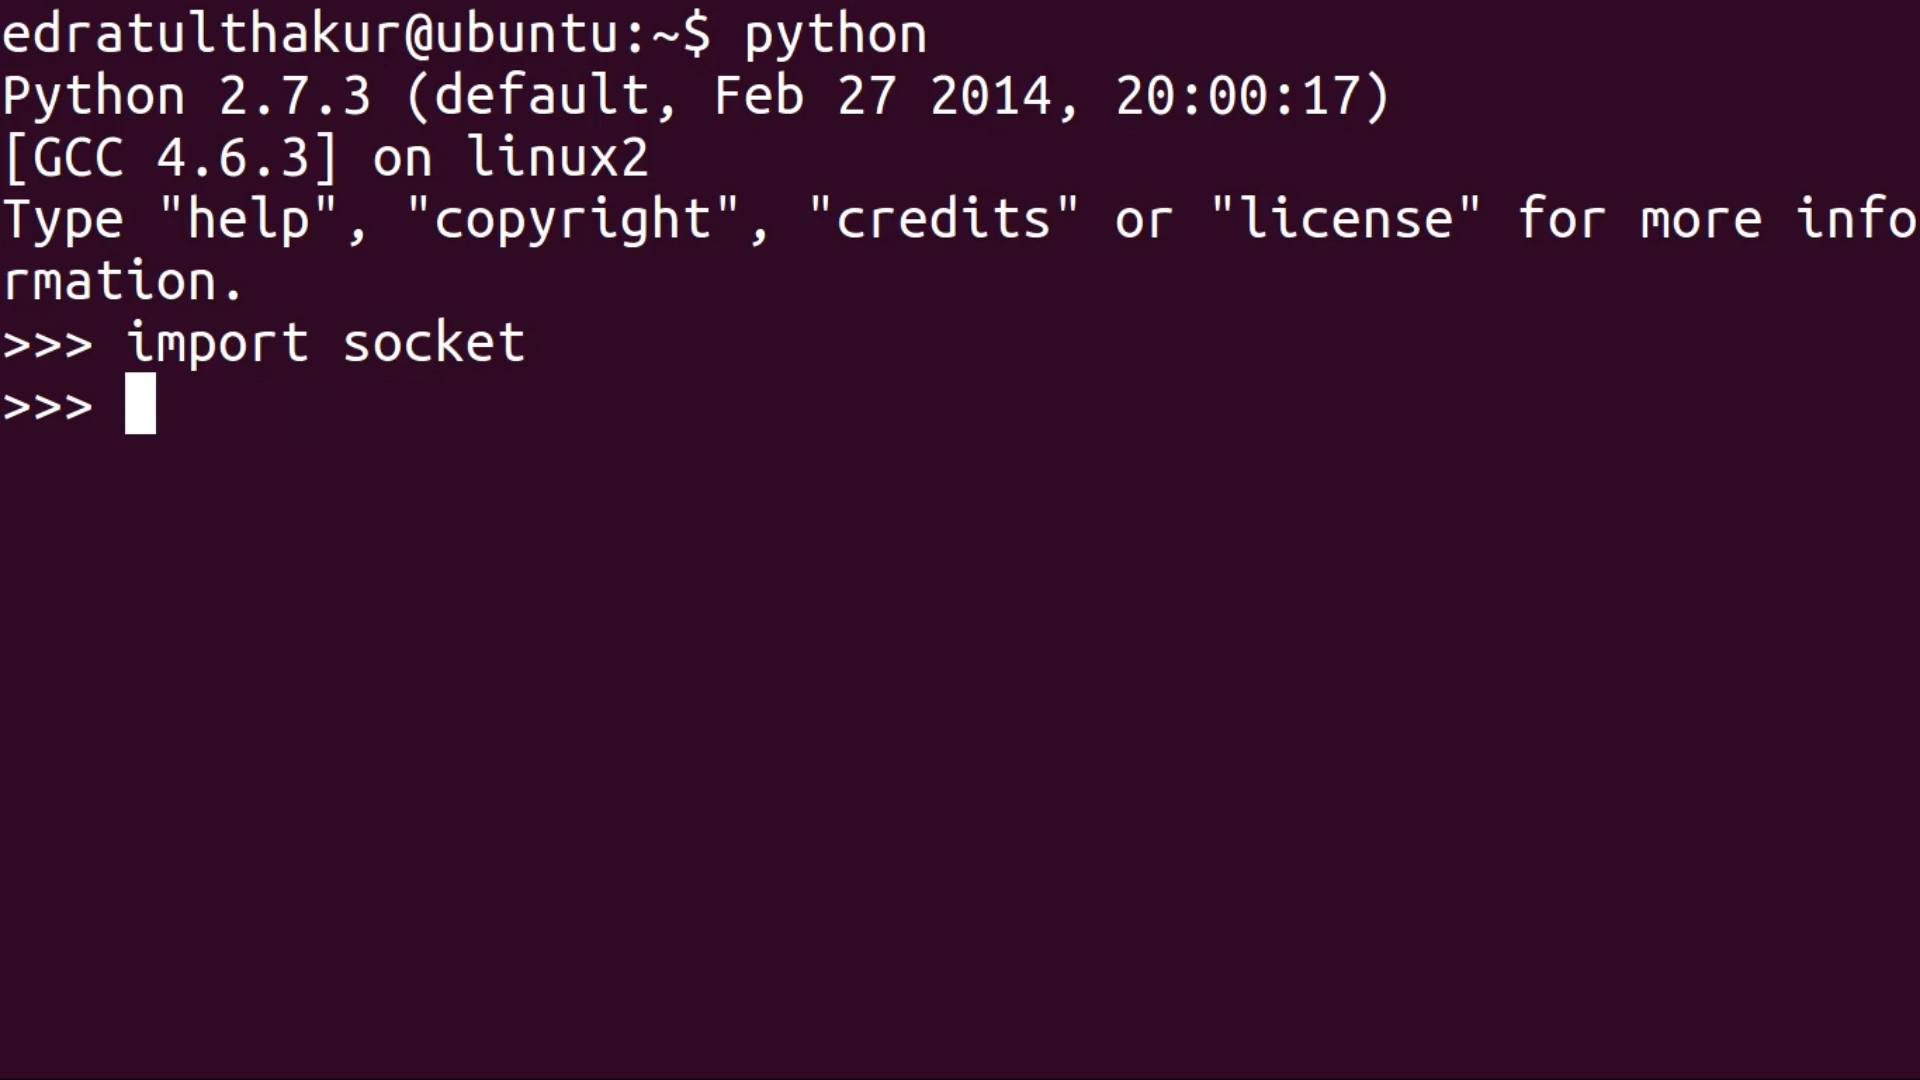 edratulthakur@ubuntu:~$ python
Python 2.7.3 (default, Feb 27 2014, 20:00:17)
[GCC 4.6.3] on linux2
Type "help", "copyright", "credits" or "license" for more info
rmation.
>>> import socket
>>>